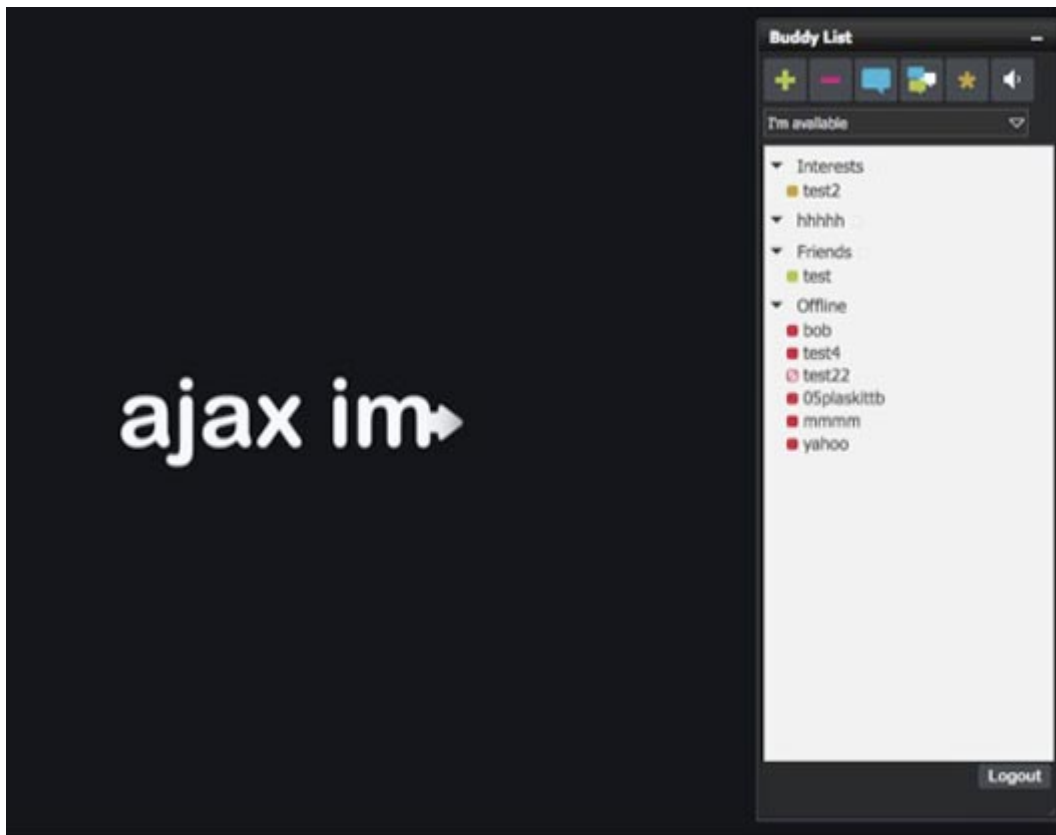 Buddy List
I'm available
Interests
test2
hhhhh
Friends
test
Offline
bob
test4
test22
05plaskittb
mmmm
yahoo
ajax im
Logout